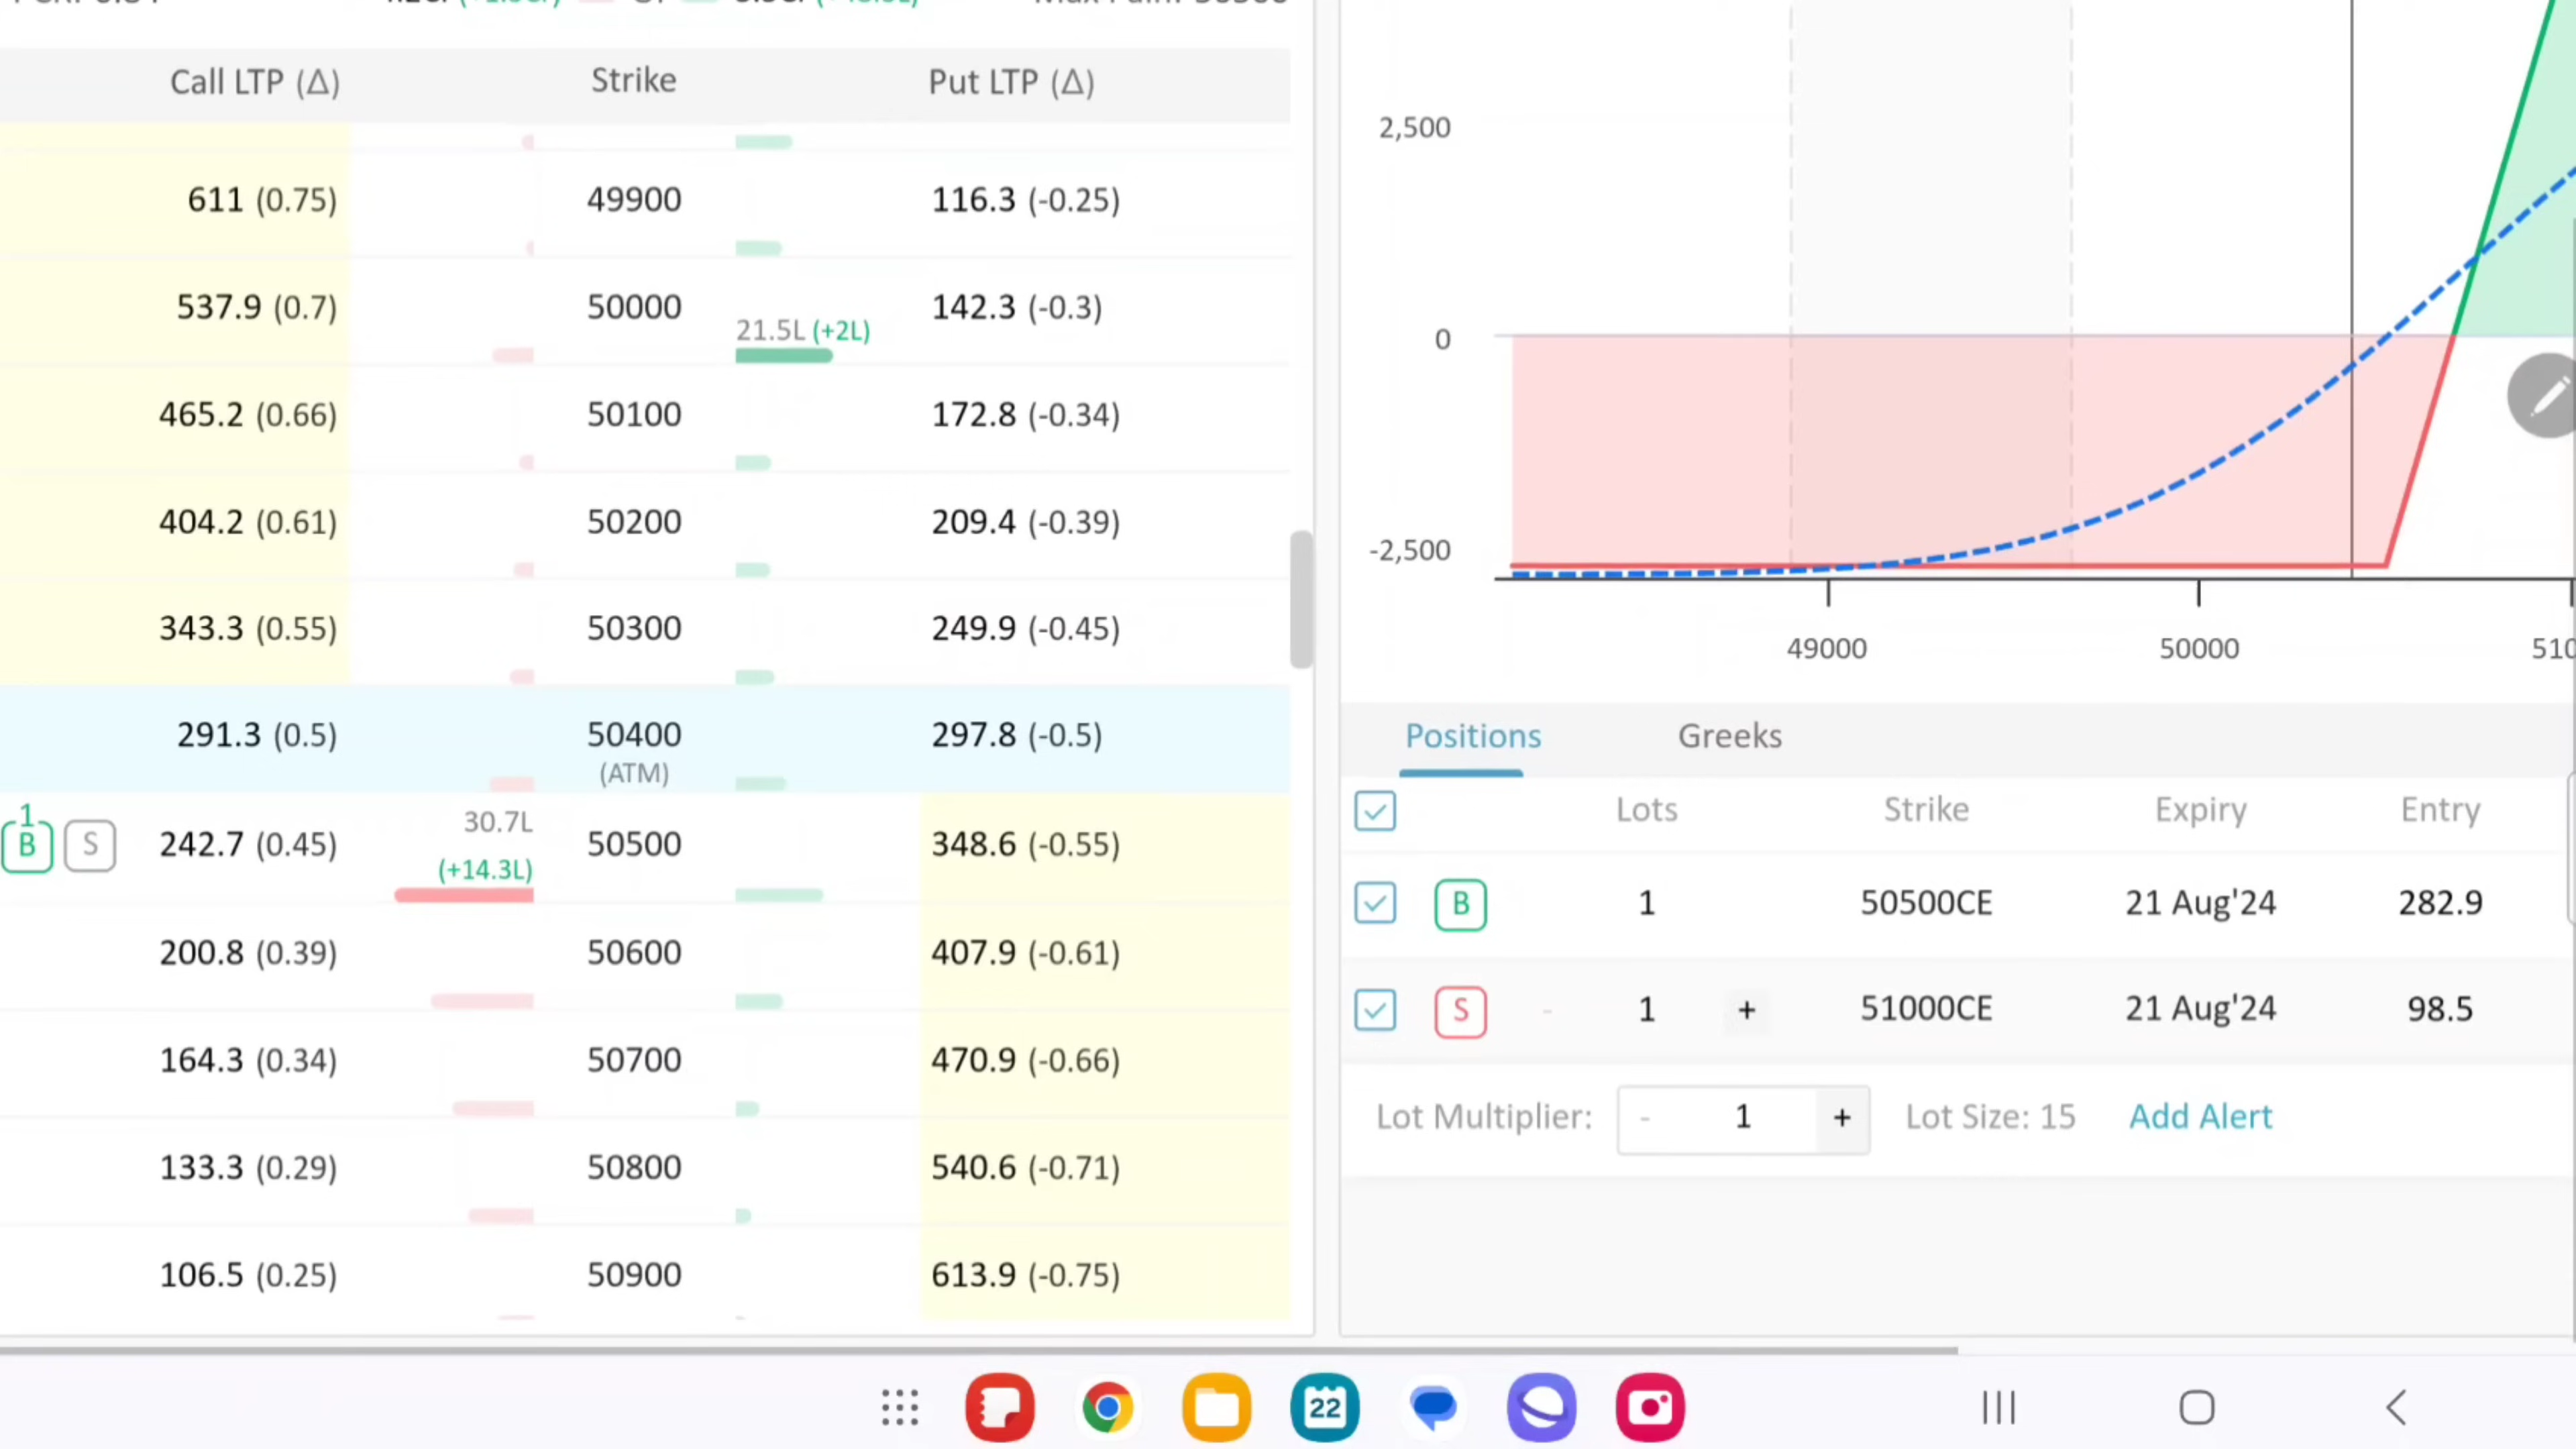 Call LTP (Δ) Strike Put LTP (Δ)
611 (0.75) 49900 116.3 (-0.25)
537.9 (0.7) 50000 21.5L (+2L) 142.3 (-0.3)
465.2 (0.66) 50100 172.8 (-0.34)
404.2 (0.61) 50200 209.4 (-0.39)
343.3 (0.55) 50300 249.9 (-0.45)
291.3 (0.5) 50400 297.8 (-0.5)
(ATM)
1
B S 242.7 (0.45) 30.7L 50500 348.6 (-0.55)
(+14.3L)
200.8 (0.39) 50600 407.9 (-0.61)
164.3 (0.34) 50700 470.9 (-0.66)
133.3 (0.29) 50800 540.6 (-0.71)
106.5 (0.25) 50900 613.9 (-0.75)
2,500
0
-2,500
49000 50000
Positions Greeks
Lots Strike Expiry Entry
B 1 50500CE 21 Aug'24 282.9
S - 1 + 51000CE 21 Aug'24 98.5
Lot Multiplier: - 1 + Lot Size: 15 Add Alert
22